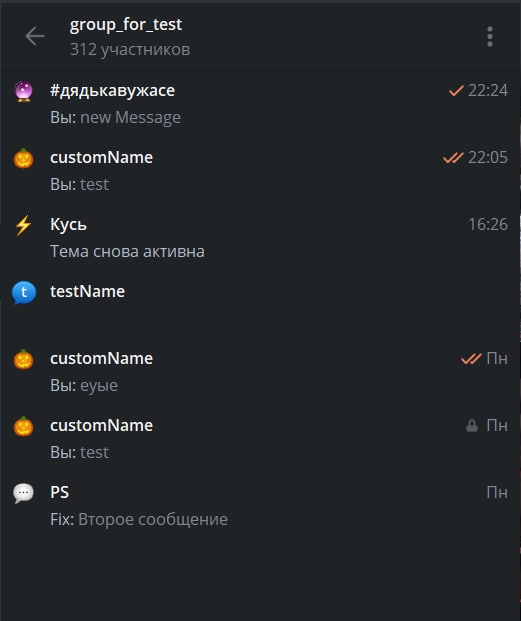 group_for_test
312 участников
#дядькавужасе
22:24
Вы: new Message
customName
22:05
Вы: test
Кусь
16:26
Тема снова активна
t
testName
customName
Пн
Вы: еуые
customName
Пн
Вы: test
PS
Пн
Fix: Второе сообщение